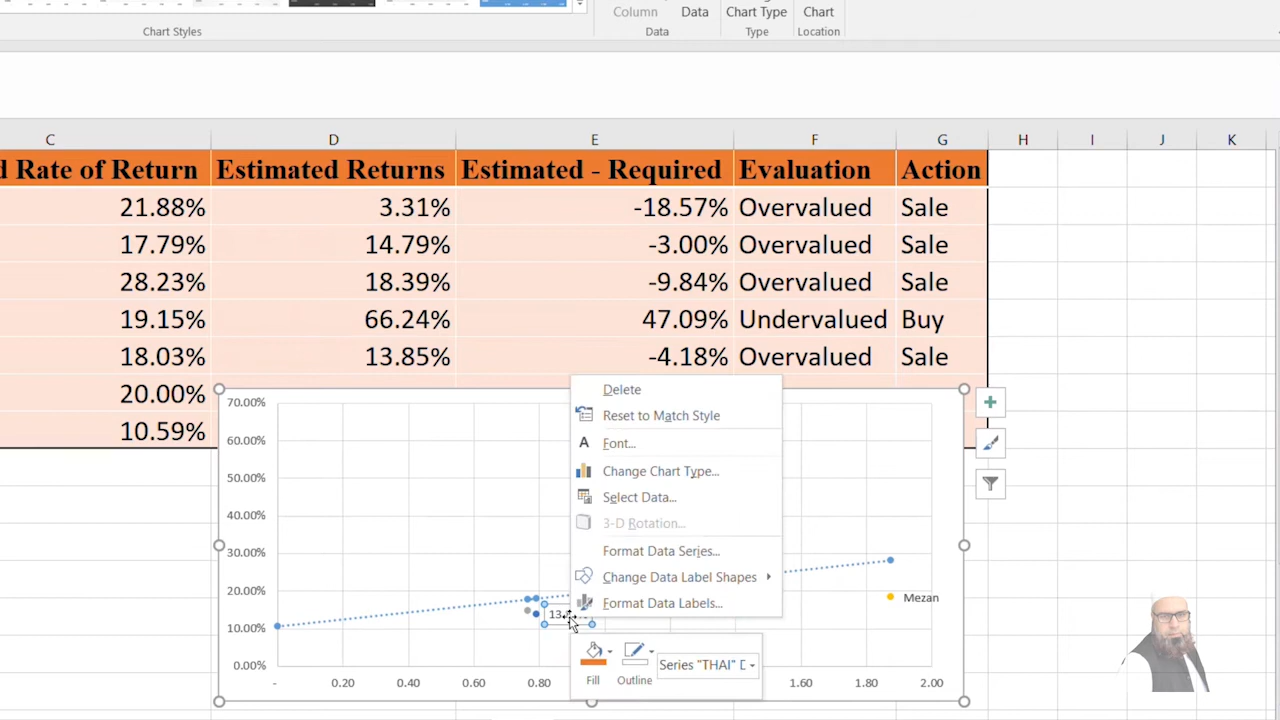 Column Data Chart Type Chart
Chart Styles Data Type Location
C D E F G H I J K
d Rate of Return Estimated Returns Estimated - Required Evaluation Action
21.88% 3.31% -18.57% Overvalued Sale
17.79% 14.79% -3.00% Overvalued Sale
28.23% 18.39% -9.84% Overvalued Sale
19.15% 66.24% 47.09% Undervalued Buy
18.03% 13.85% -4.18% Overvalued Sale
20.00%
10.59%
70.00%
60.00%
50.00%
40.00%
30.00%
20.00%
10.00%
0.00%
- 0.20 0.40 0.60 0.80 1.60 1.80 2.00
Mezan
Delete
Reset to Match Style
A Font...
Change Chart Type...
Select Data...
3-D Rotation...
Format Data Series...
Change Data Label Shapes
Format Data Labels...
Fill Outline
Series "THAI" D